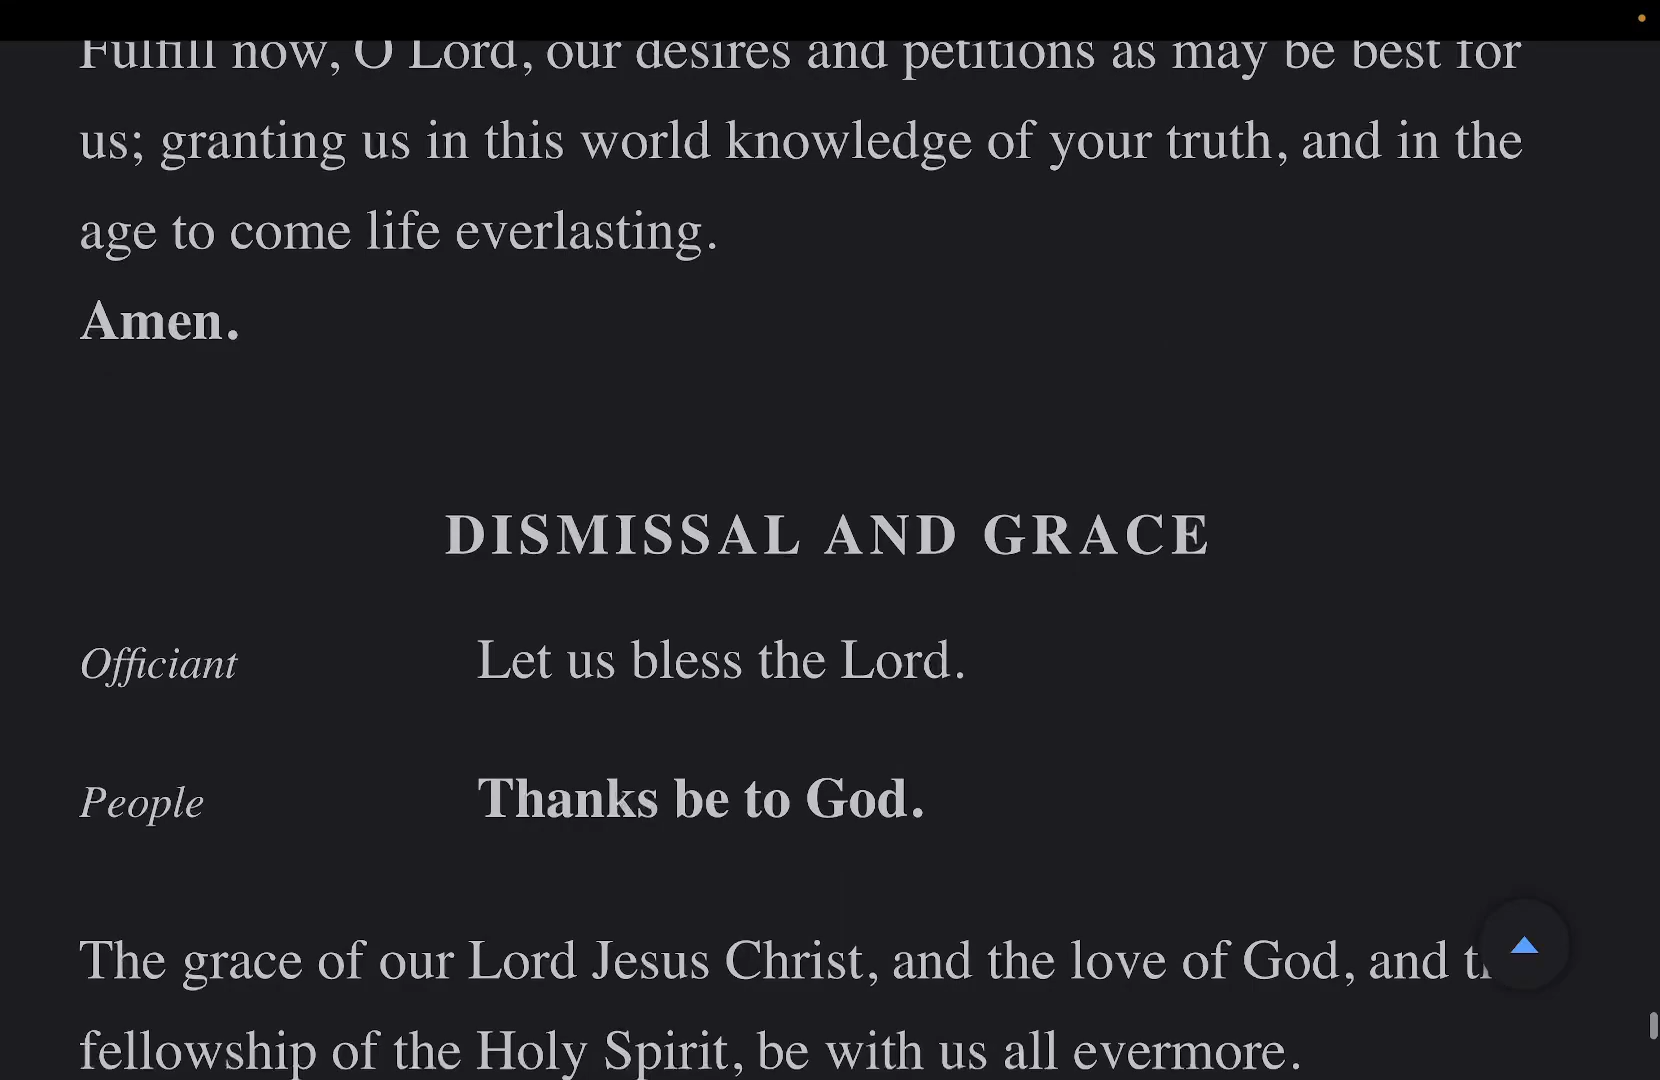 Fulfill now, O Lord, our desires and petitions as may be best for
us; granting us in this world knowledge of your truth, and in the
age to come life everlasting.
Amen.
DISMISSAL AND GRACE
Officiant Let us bless the Lord.
People Thanks be to God.
The grace of our Lord Jesus Christ, and the love of God, and
fellowship of the Holy Spirit, be with us all evermore.